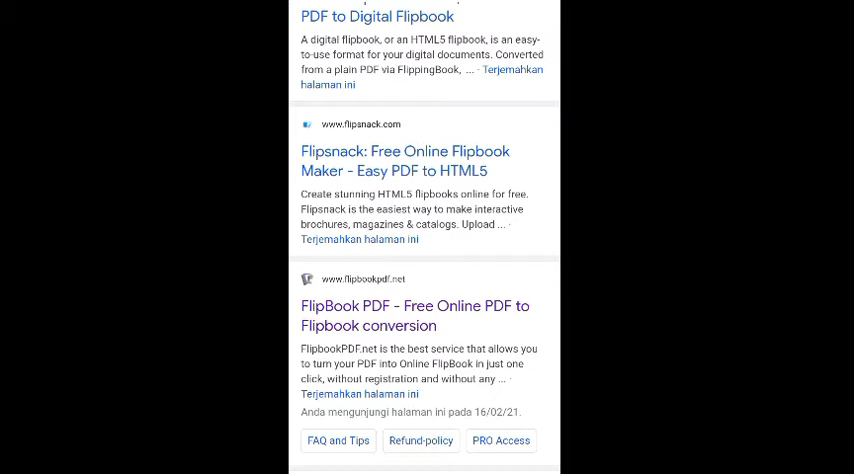 PDF to Digital Flipbook
A digital flipbook, or an HTML5 flipbook, is an easy-
to-use format for your digital documents. Converted
from a plain PDF via FlippingBook, ... · Terjemahkan
halaman ini
www.flipsnack.com
Flipsnack: Free Online Flipbook
Maker - Easy PDF to HTML5
Create stunning HTML5 flipbooks online for free.
Flipsnack is the easiest way to make interactive
brochures, magazines & catalogs. Upload ... ·
Terjemahkan halaman ini
www.flipbookpdf.net
FlipBook PDF - Free Online PDF to
Flipbook conversion
FlipbookPDF.net is the best service that allows you
to turn your PDF into Online FlipBook in just one
click, without registration and without any ... ·
Terjemahkan halaman ini
Anda mengunjungi halaman ini pada 16/02/21.
FAQ and Tips Refund-policy PRO Access